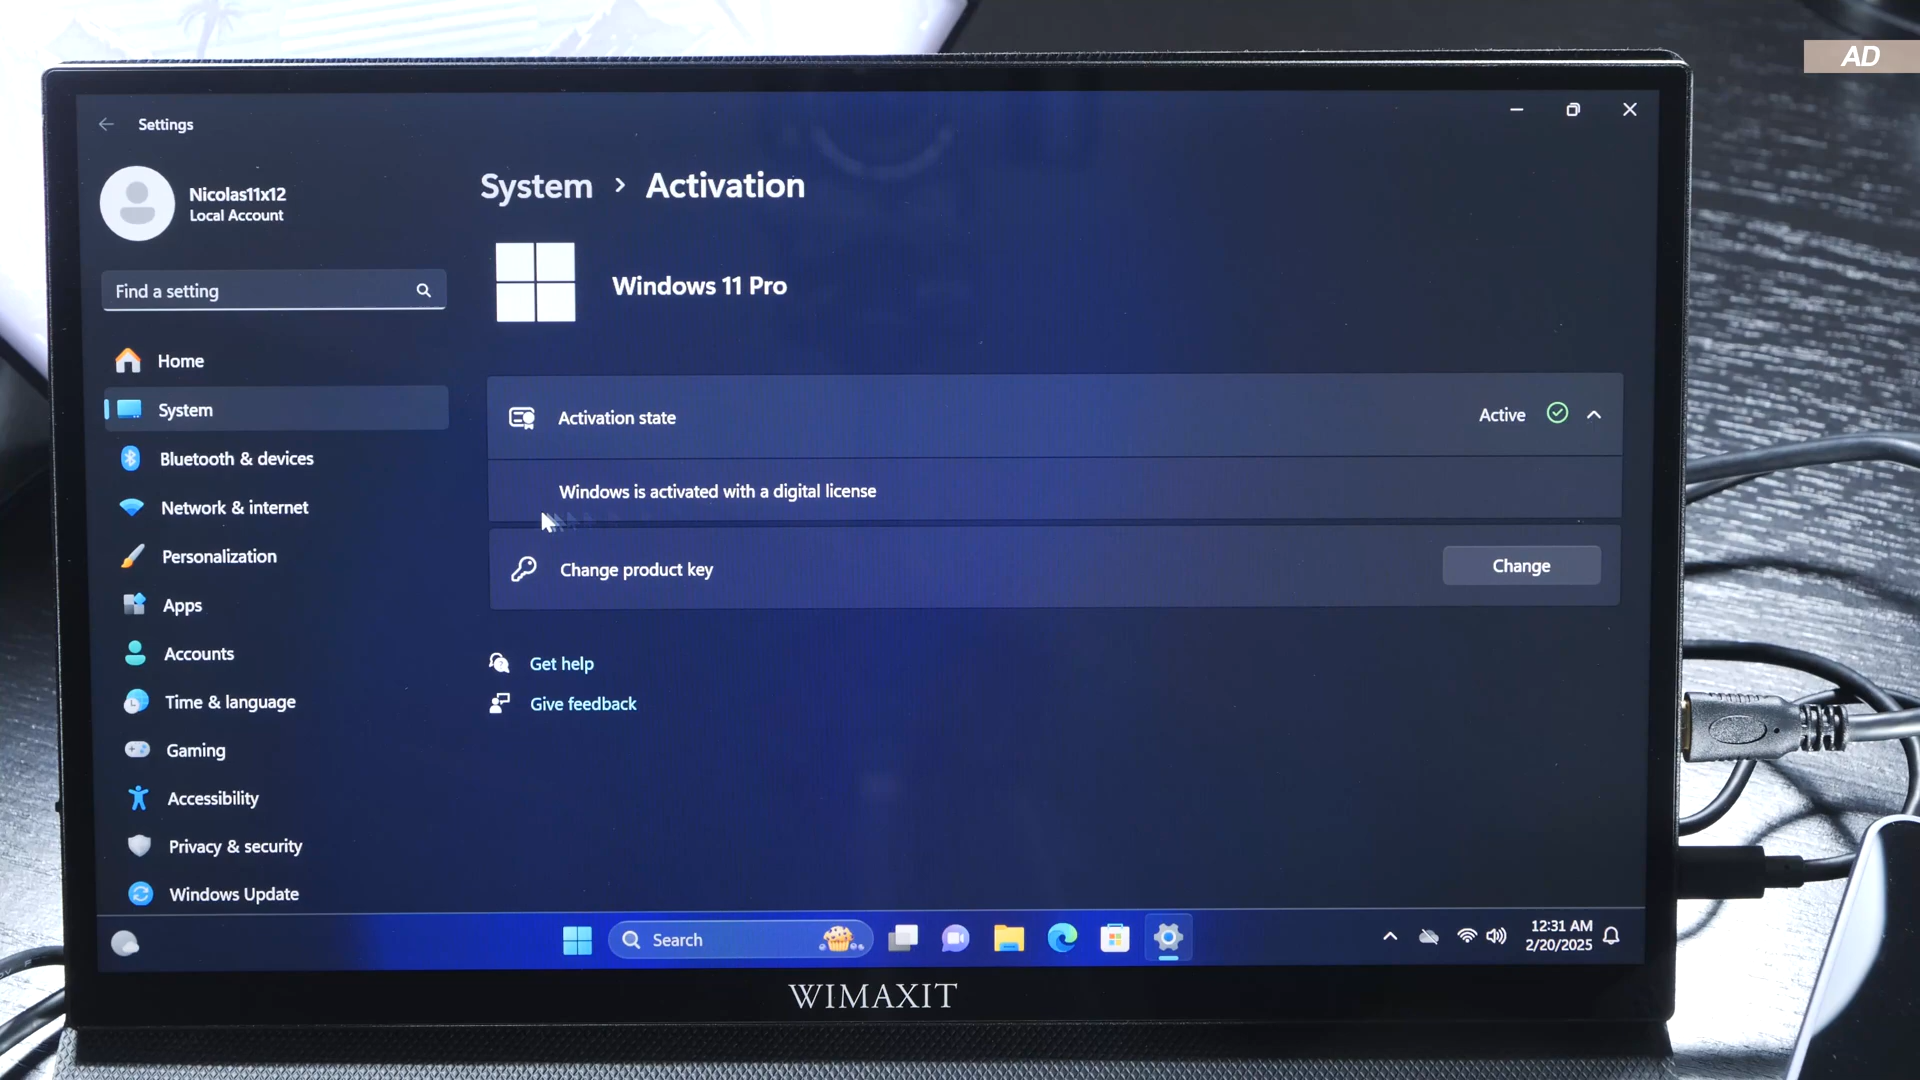 AD
Settings
Nicolas11x12
Local Account
Find a setting
Home
System
Bluetooth & devices
Network & internet
Personalization
Apps
Accounts
Time & language
Gaming
Accessibility
Privacy & security
Windows Update
System > Activation
Windows 11 Pro
Activation state
Active
Windows is activated with a digital license
Change product key
Change
Get help
Give feedback
Search
12:31 AM
2/20/2025
WIMAXIT